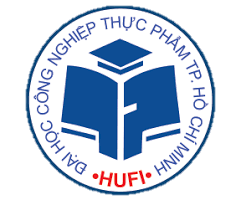 ĐẠI HỌC CÔNG NGHIỆP THỰC PHẨM TP. HỒ CHÍ MINH
•HUFI•